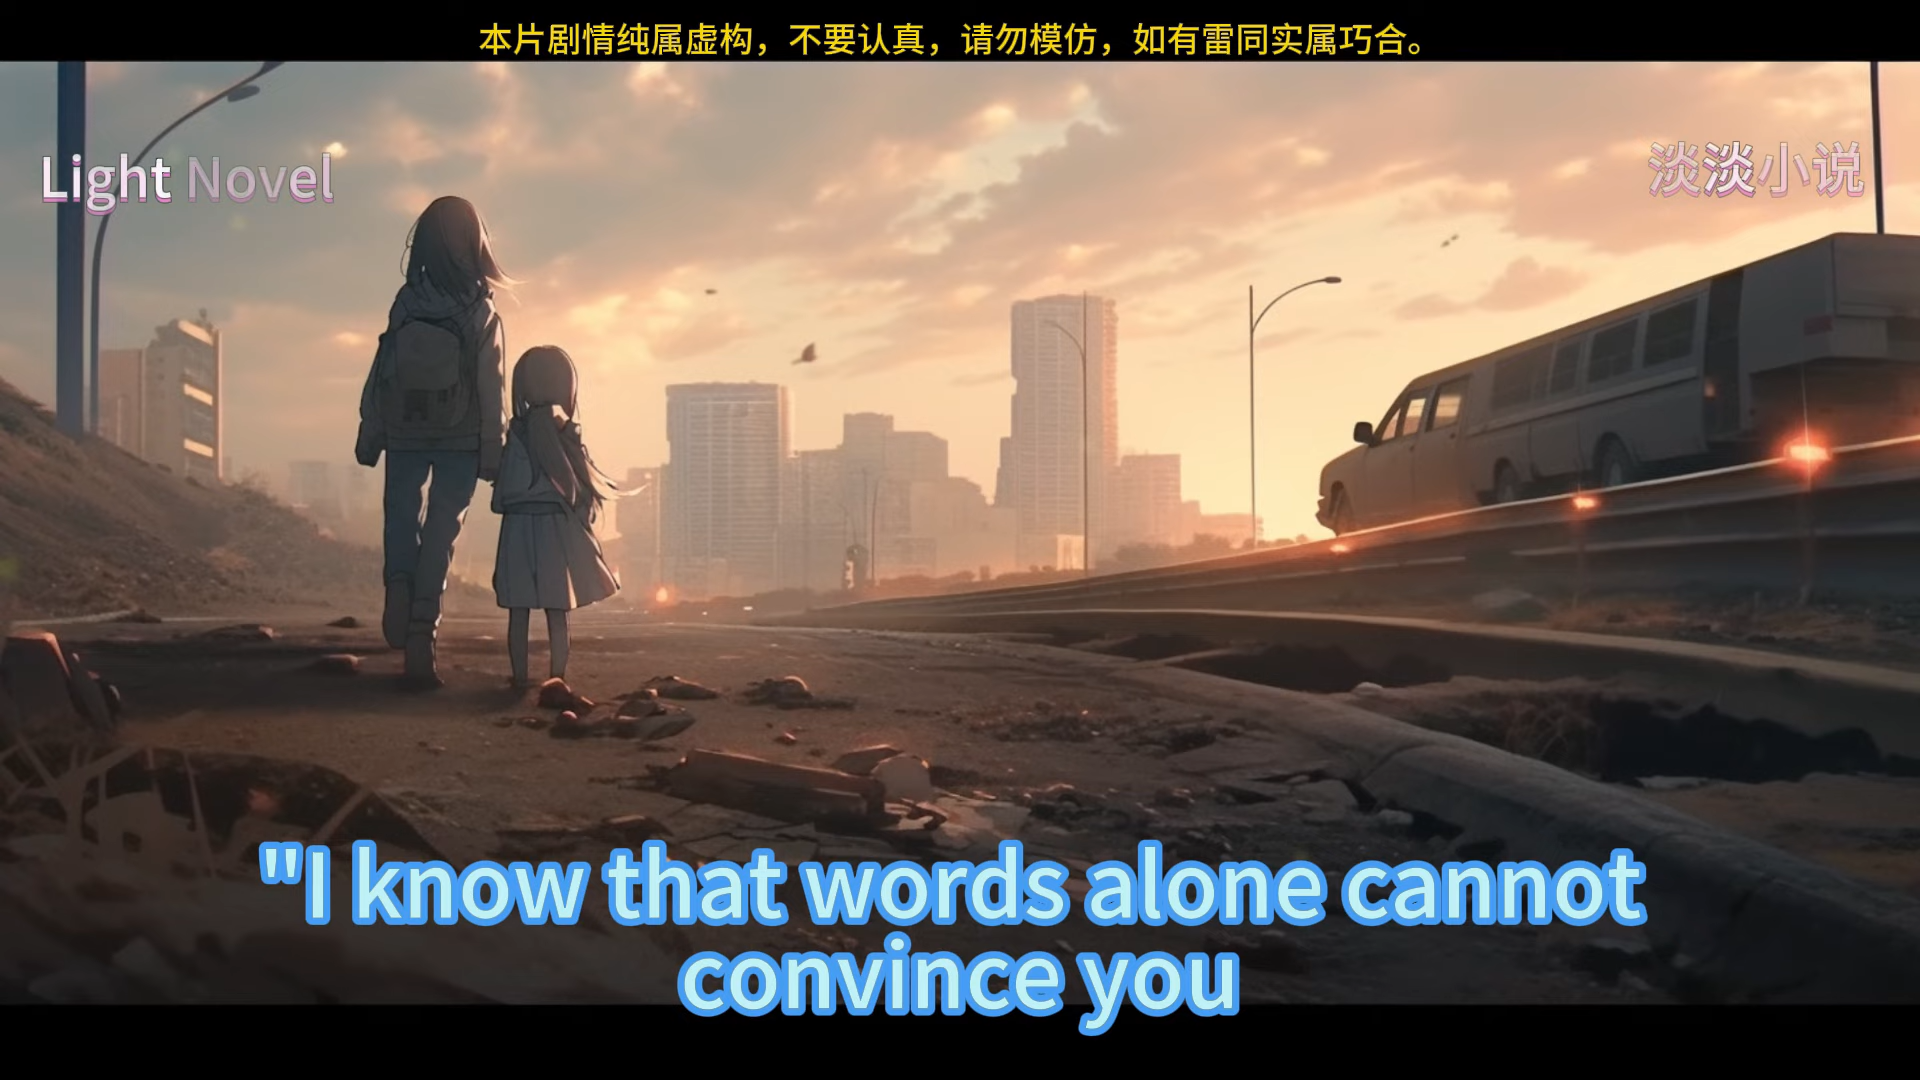 本片剧情纯属虚构，不要认真，请勿模仿，如有雷同实属巧合。
Light Novel
淡淡小说
"I know that words alone cannot
convince you